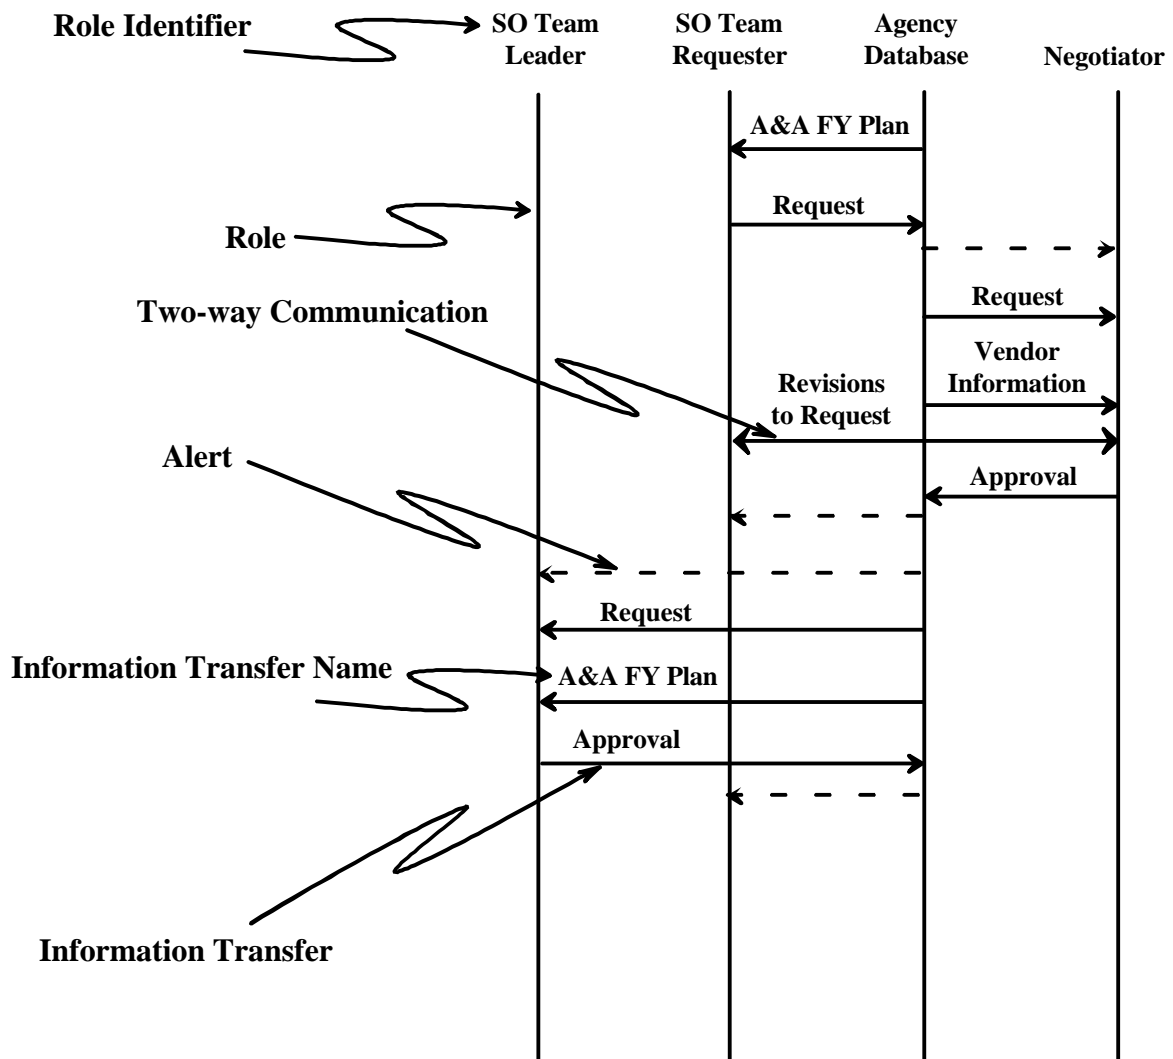 Role Identifier
SO Team
Leader
SO Team
Requester
Agency
Database
Negotiator
A&A FY Plan
Request
Role
Request
Two-way Communication
Vendor
Information
Revisions
to Request
Alert
Approval
Request
Information Transfer Name
A&A FY Plan
Approval
Information Transfer